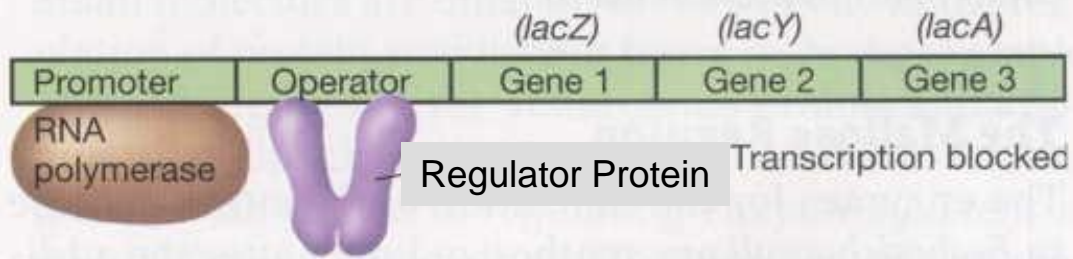 (lacZ) (lacY) (lacA)
Promoter Operator Gene 1 Gene 2 Gene 3
RNA
polymerase
Regulator Protein
Transcription blocked